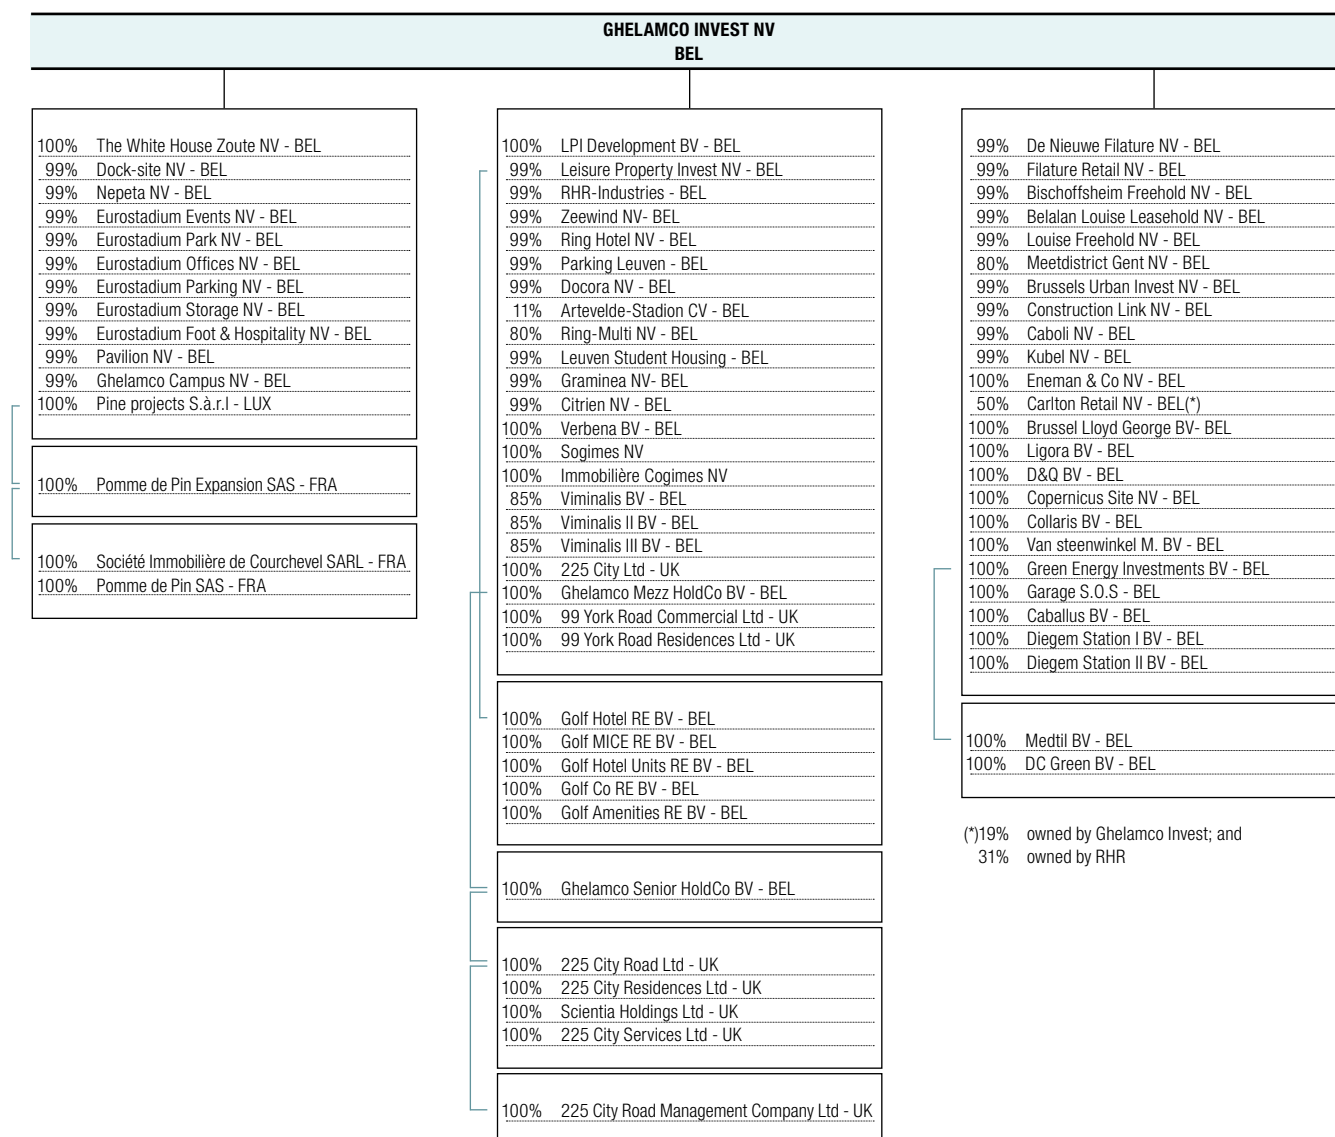 GHELAMCO INVEST NV
BEL
100% The White House Zoute NV - BEL
99% Dock-site NV - BEL
99% Nepeta NV - BEL
99% Eurostadium Events NV - BEL
99% Eurostadium Park NV - BEL
99% Eurostadium Offices NV - BEL
99% Eurostadium Parking NV - BEL
99% Eurostadium Storage NV - BEL
99% Eurostadium Foot & Hospitality NV - BEL
99% Pavilion NV - BEL
99% Ghelamco Campus NV - BEL
100% Pine projects S.à.r.l - LUX
100% Pomme de Pin Expansion SAS - FRA
100% Société Immobilière de Courchevel SARL - FRA
100% Pomme de Pin SAS - FRA
100% LPI Development BV - BEL
99% Leisure Property Invest NV - BEL
99% RHR-Industries - BEL
99% Zeewind NV- BEL
99% Ring Hotel NV - BEL
99% Parking Leuven - BEL
99% Docora NV - BEL
11% Artevelde-Stadion CV - BEL
80% Ring-Multi NV - BEL
99% Leuven Student Housing - BEL
99% Graminea NV- BEL
99% Citrien NV - BEL
100% Verbena BV - BEL
100% Sogimes NV
100% Immobilière Cogimes NV
85% Viminalis BV - BEL
85% Viminalis II BV - BEL
85% Viminalis III BV - BEL
100% 225 City Ltd - UK
100% Ghelamco Mezz HoldCo BV - BEL
100% 99 York Road Commercial Ltd - UK
100% 99 York Road Residences Ltd - UK
100% Golf Hotel RE BV - BEL
100% Golf MICE RE BV - BEL
100% Golf Hotel Units RE BV - BEL
100% Golf Co RE BV - BEL
100% Golf Amenities RE BV - BEL
100% Ghelamco Senior HoldCo BV - BEL
100% 225 City Road Ltd - UK
100% 225 City Residences Ltd - UK
100% Scientia Holdings Ltd - UK
100% 225 City Services Ltd - UK
100% 225 City Road Management Company Ltd - UK
99% De Nieuwe Filature NV - BEL
99% Filature Retail NV - BEL
99% Bischoffsheim Freehold NV - BEL
99% Belalan Louise Leasehold NV - BEL
99% Louise Freehold NV - BEL
80% Meetdistrict Gent NV - BEL
99% Brussels Urban Invest NV - BEL
99% Construction Link NV - BEL
99% Caboli NV - BEL
99% Kubel NV - BEL
100% Eneman & Co NV - BEL
50% Carlton Retail NV - BEL(*)
100% Brussel Lloyd George BV- BEL
100% Ligora BV - BEL
100% D&Q BV - BEL
100% Copernicus Site NV - BEL
100% Collaris BV - BEL
100% Van steenwinkel M. BV - BEL
100% Green Energy Investments BV - BEL
100% Garage S.O.S - BEL
100% Caballus BV - BEL
100% Diegem Station I BV - BEL
100% Diegem Station II BV - BEL
100% Medtil BV - BEL
100% DC Green BV - BEL
(*)19% owned by Ghelamco Invest; and
31% owned by RHR